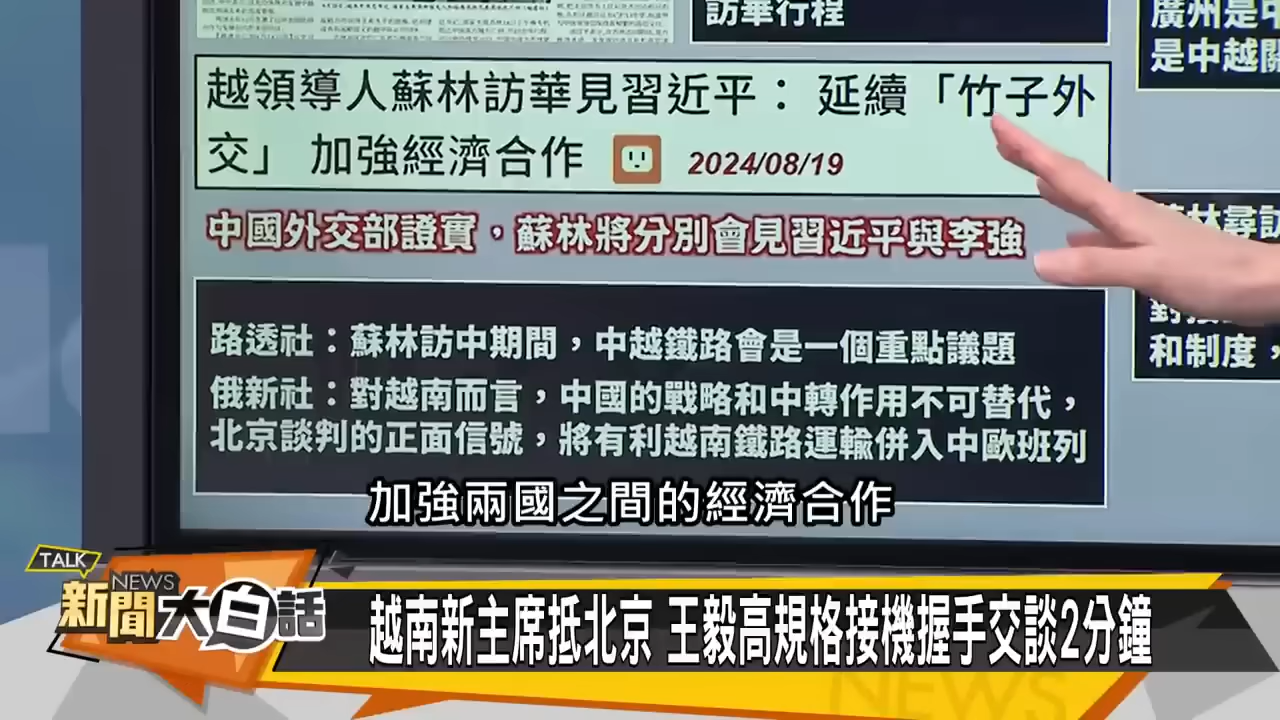 訪華行程
廣州是中
是中越關
越領導人蘇林訪華見習近平：延續「竹子外
交」加強經濟合作
2024/08/19
中國外交部證實，蘇林將分別會見習近平與李強
路透社：蘇林訪中期間，中越鐵路會是一個重點議題
俄新社：對越南而言，中國的戰略和中轉作用不可替代，
北京談判的正面信號，將有利越南鐵路運輸併入中歐班列
和制度，
加強兩國之間的經濟合作
TALK
NEWS
新聞大白話
越南新主席抵北京 王毅高規格接機握手交談2分鐘
NEWS